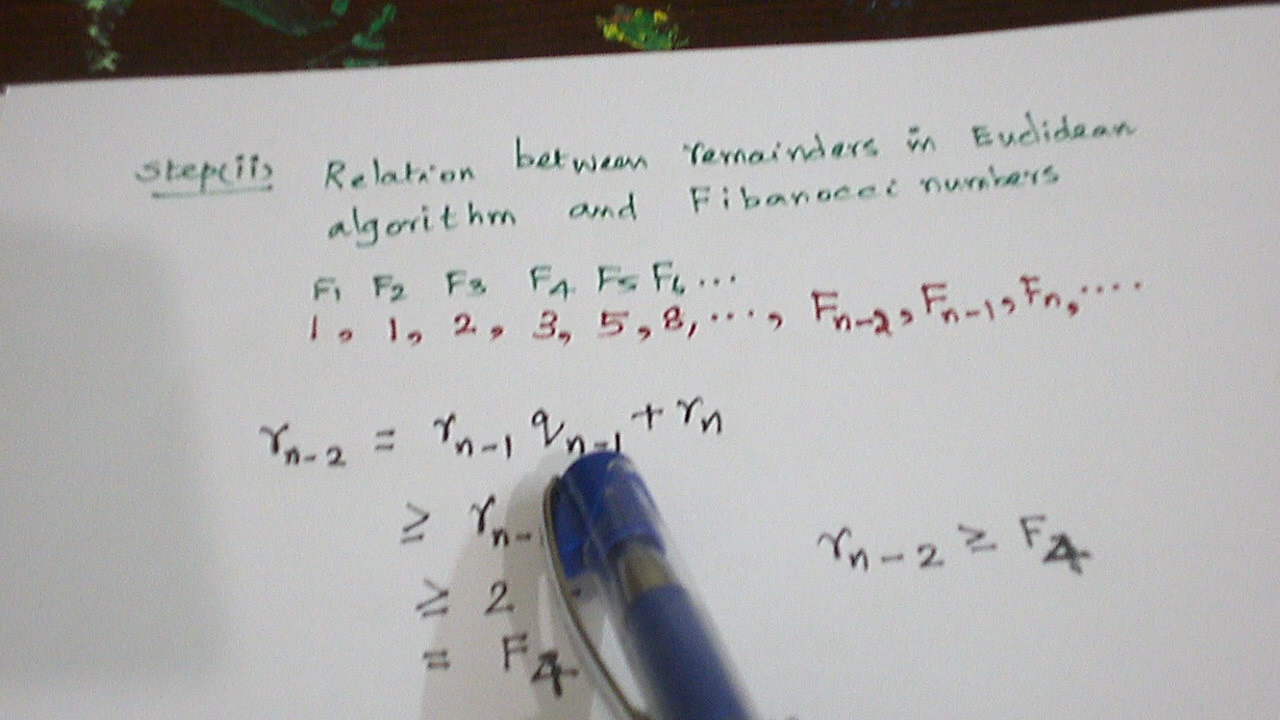 step(ii) Relation between remainders in Euclidean
algorithm and Fibanocci numbers
F1 F2 F3 F4 F5 F6 ...
1, 1, 2, 3, 5, 8, ..., Fn-2, Fn-1, Fn, ....
rn-2 = rn-1 qn-1 + rn
≥ rn-
≥ 2
= F4
rn-2 ≥ F4